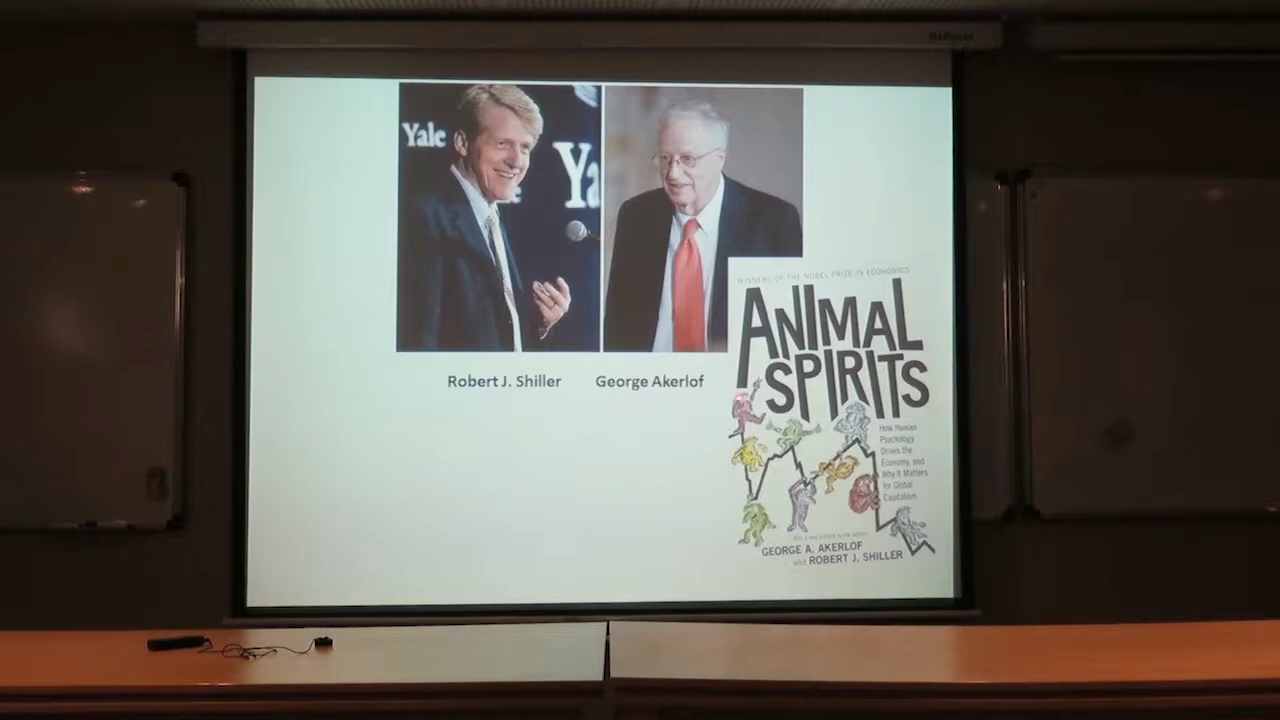 Yale
Ya
Robert J. Shiller
George Akerlof
WINNERS OF THE NOBEL PRIZE IN ECONOMICS
ANIMAL
SPIRITS
How Human
Psychology
Drives the
Economy, and
Why It Matters
for Global
Capitalism
GEORGE A. AKERLOF
and ROBERT J. SHILLER